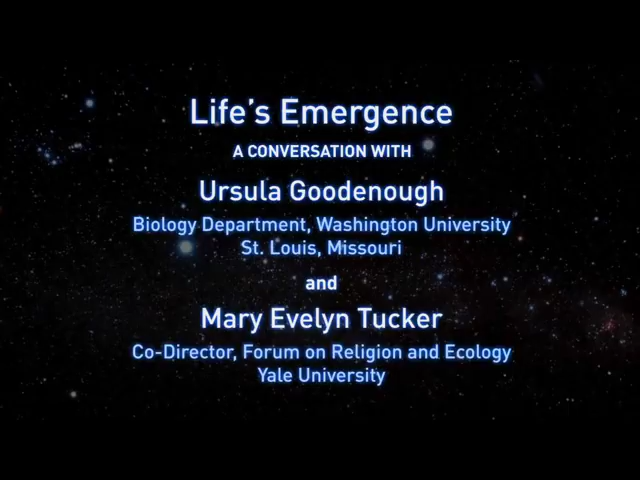 Life's Emergence
A CONVERSATION WITH
Ursula Goodenough
Biology Department, Washington University
St. Louis, Missouri
and
Mary Evelyn Tucker
Co-Director, Forum on Religion and Ecology
Yale University